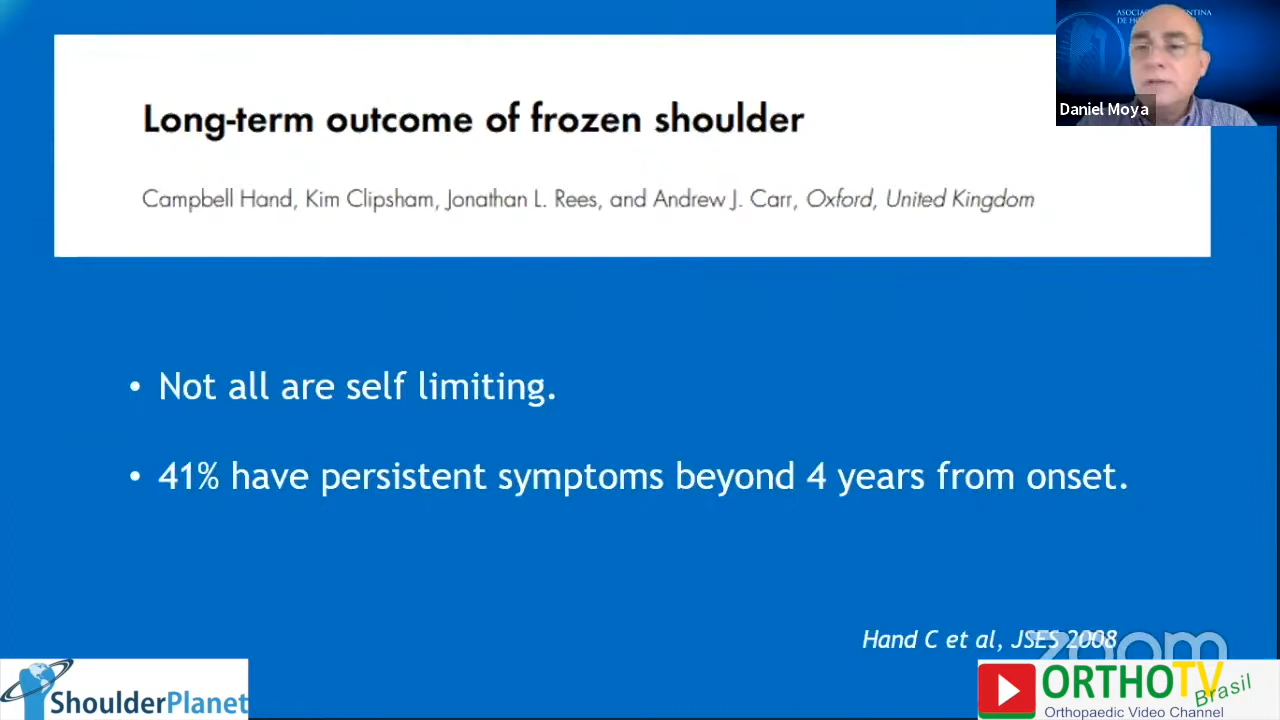 Long-term outcome of frozen shoulder
Campbell Hand, Kim Clipsham, Jonathan L. Rees, and Andrew J. Carr, Oxford, United Kingdom
Daniel Moya
• Not all are self limiting.
• 41% have persistent symptoms beyond 4 years from onset.
Hand C et al, JSES 2008
zoom
ShoulderPlanet
ORTHOTV
Brasil
Orthopaedic Video Channel